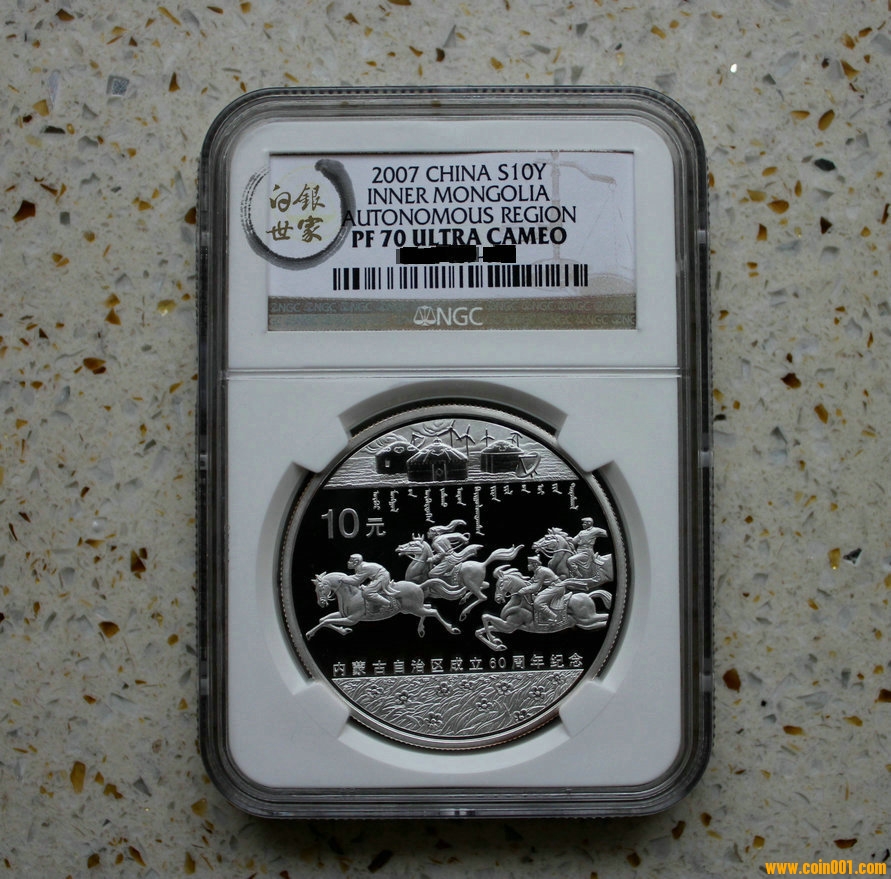 2007 CHINA S10Y
INNER MONGOLIA
AUTONOMOUS REGION
PF 70 ULTRA CAMEO
白銀
世家
NGC
10元
内蒙古自治区成立60周年纪念
www.coin001.com